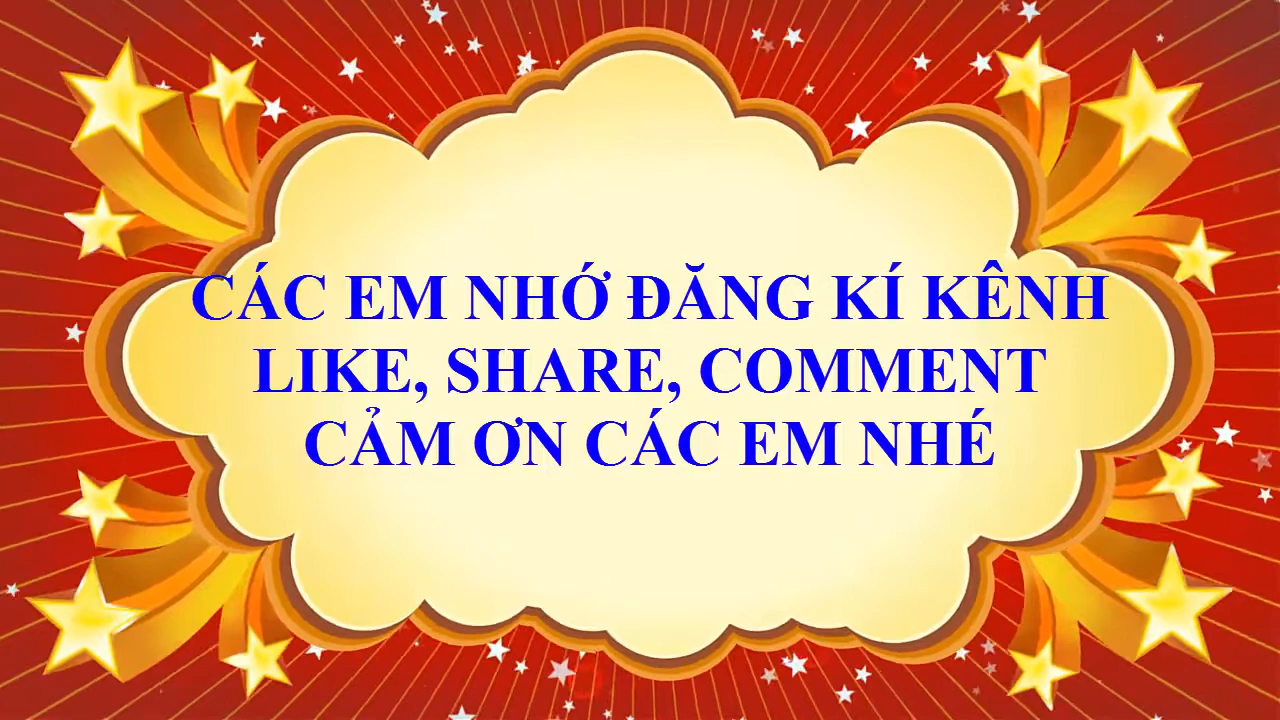 CÁC EM NHỚ ĐĂNG KÍ KÊNH
LIKE, SHARE, COMMENT
CẢM ƠN CÁC EM NHÉ